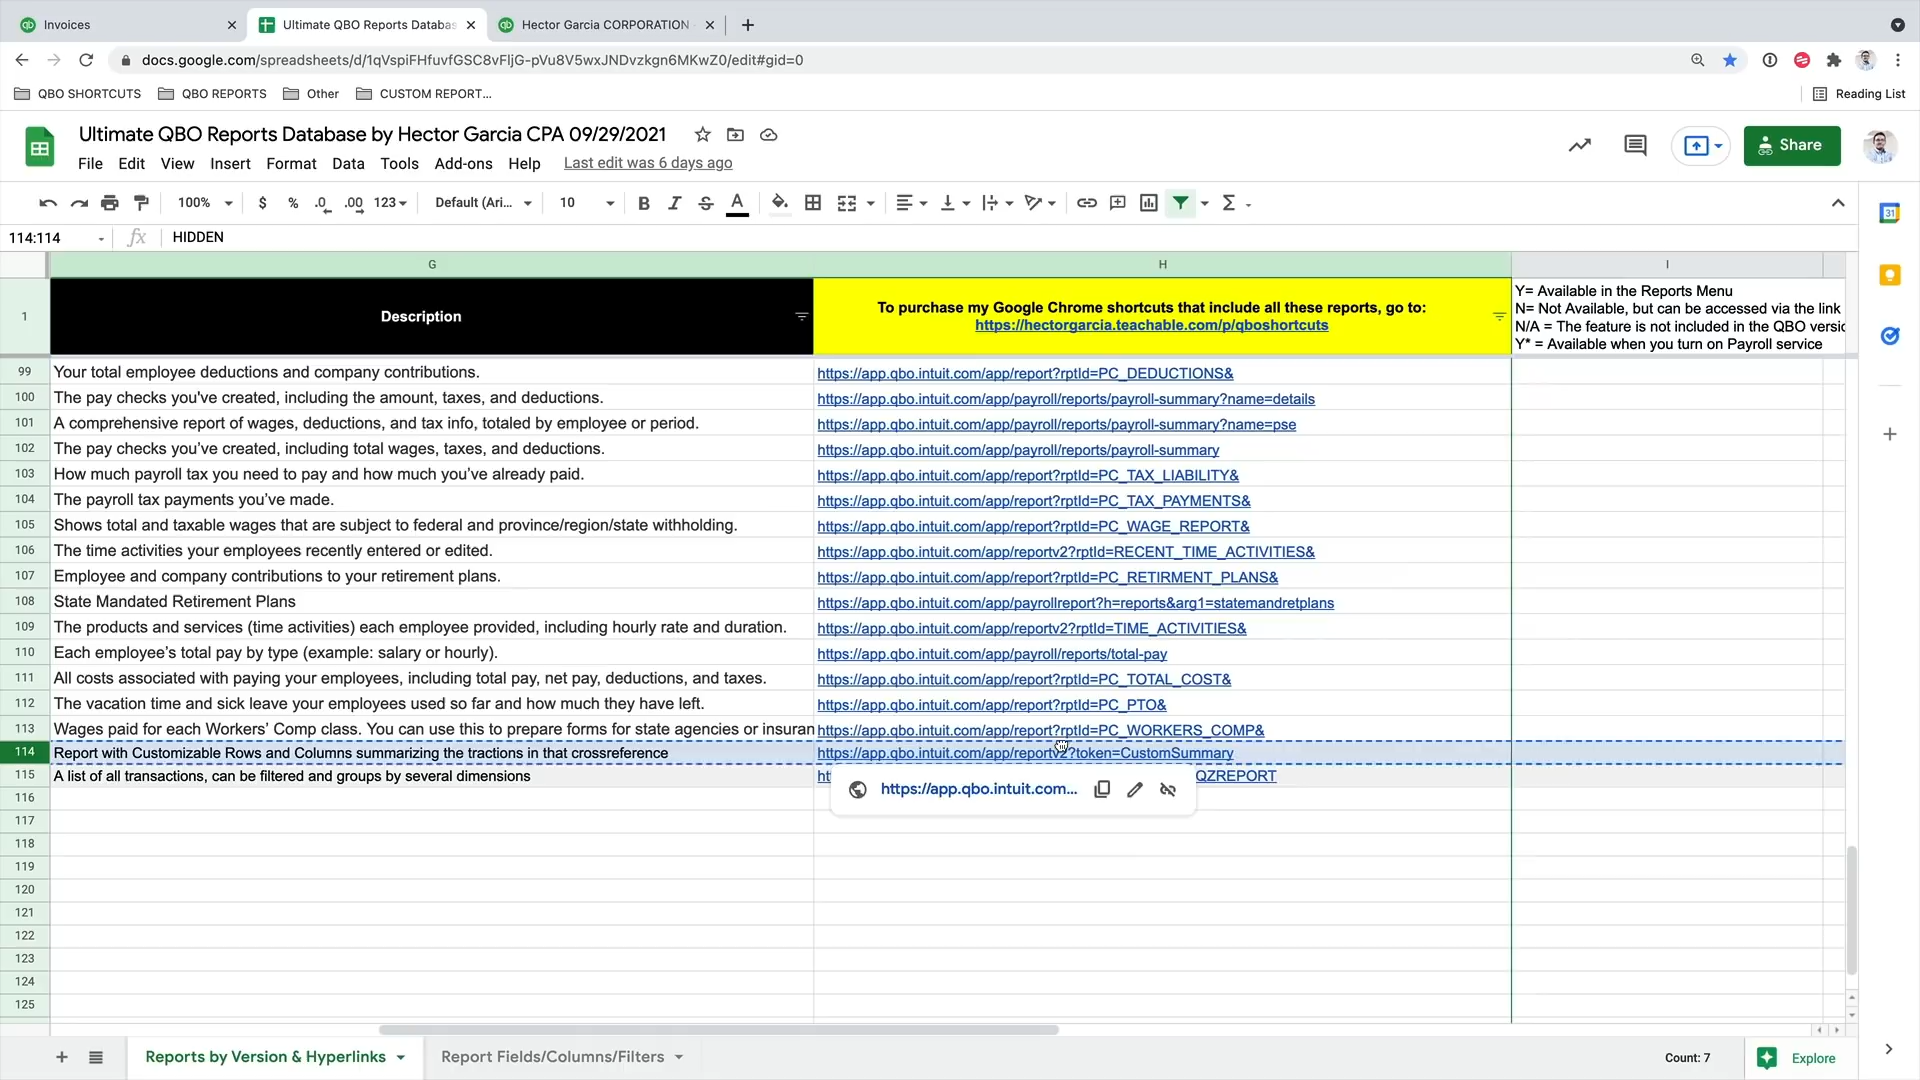 Invoices
Ultimate QBO Reports Databas
Hector Garcia CORPORATION
docs.google.com/spreadsheets/d/1qVspiFHfuvfGSC8vFljG-pVu8V5wxJNDvzkgn6MKwZ0/edit#gid=0
QBO SHORTCUTS
QBO REPORTS
Other
CUSTOM REPORT...
Reading List
Ultimate QBO Reports Database by Hector Garcia CPA 09/29/2021
File Edit View Insert Format Data Tools Add-ons Help Last edit was 6 days ago
Share
100% $ % .0 .00 123 Default (Ari... 10 B I S A Σ
114:114 fx HIDDEN
G H I
1
Description
To purchase my Google Chrome shortcuts that include all these reports, go to:
https://hectorgarcia.teachable.com/p/qboshortcuts
Y= Available in the Reports Menu
N= Not Available, but can be accessed via the link
N/A = The feature is not included in the QBO versio
Y* = Available when you turn on Payroll service
99 Your total employee deductions and company contributions. https://app.qbo.intuit.com/app/report?rptId=PC_DEDUCTIONS&
100 The pay checks you've created, including the amount, taxes, and deductions. https://app.qbo.intuit.com/app/payroll/reports/payroll-summary?name=details
101 A comprehensive report of wages, deductions, and tax info, totaled by employee or period. https://app.qbo.intuit.com/app/payroll/reports/payroll-summary?name=pse
102 The pay checks you’ve created, including total wages, taxes, and deductions. https://app.qbo.intuit.com/app/payroll/reports/payroll-summary
103 How much payroll tax you need to pay and how much you’ve already paid. https://app.qbo.intuit.com/app/report?rptId=PC_TAX_LIABILITY&
104 The payroll tax payments you’ve made. https://app.qbo.intuit.com/app/report?rptId=PC_TAX_PAYMENTS&
105 Shows total and taxable wages that are subject to federal and province/region/state withholding. https://app.qbo.intuit.com/app/report?rptId=PC_WAGE_REPORT&
106 The time activities your employees recently entered or edited. https://app.qbo.intuit.com/app/reportv2?rptId=RECENT_TIME_ACTIVITIES&
107 Employee and company contributions to your retirement plans. https://app.qbo.intuit.com/app/report?rptId=PC_RETIRMENT_PLANS&
108 State Mandated Retirement Plans https://app.qbo.intuit.com/app/payrollreport?h=reports&arg1=statemandretplans
109 The products and services (time activities) each employee provided, including hourly rate and duration. https://app.qbo.intuit.com/app/reportv2?rptId=TIME_ACTIVITIES&
110 Each employee’s total pay by type (example: salary or hourly). https://app.qbo.intuit.com/app/payroll/reports/total-pay
111 All costs associated with paying your employees, including total pay, net pay, deductions, and taxes. https://app.qbo.intuit.com/app/report?rptId=PC_TOTAL_COST&
112 The vacation time and sick leave your employees used so far and how much they have left. https://app.qbo.intuit.com/app/report?rptId=PC_PTO&
113 Wages paid for each Workers’ Comp class. You can use this to prepare forms for state agencies or insuran https://app.qbo.intuit.com/app/report?rptId=PC_WORKERS_COMP&
114 Report with Customizable Rows and Columns summarizing the tractions in that crossreference https://app.qbo.intuit.com/app/reportv2?token=CustomSummary
115 A list of all transactions, can be filtered and groups by several dimensions ht QZREPORT
https://app.qbo.intuit.com...
116
117
118
119
120
121
122
123
124
125
Reports by Version & Hyperlinks
Report Fields/Columns/Filters
Count: 7
Explore
31